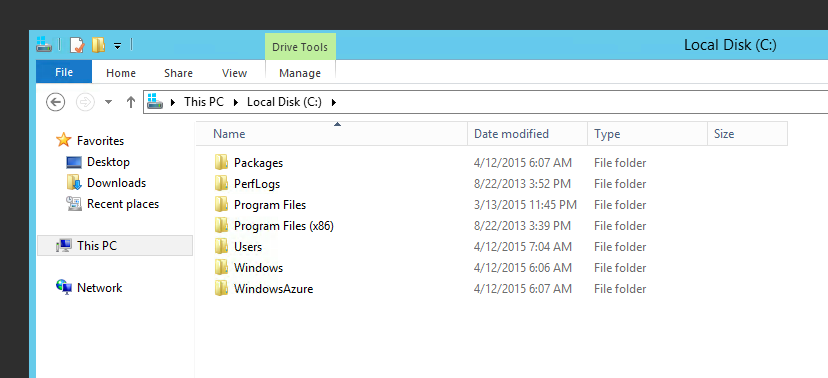 Drive Tools
Local Disk (C:)
File Home Share View Manage
This PC Local Disk (C:)
Name Date modified Type Size
Favorites
Desktop
Downloads
Recent places
This PC
Network
Packages 4/12/2015 6:07 AM File folder
PerfLogs 8/22/2013 3:52 PM File folder
Program Files 3/13/2015 11:45 PM File folder
Program Files (x86) 8/22/2013 3:39 PM File folder
Users 4/12/2015 7:04 AM File folder
Windows 4/12/2015 6:06 AM File folder
WindowsAzure 4/12/2015 6:07 AM File folder